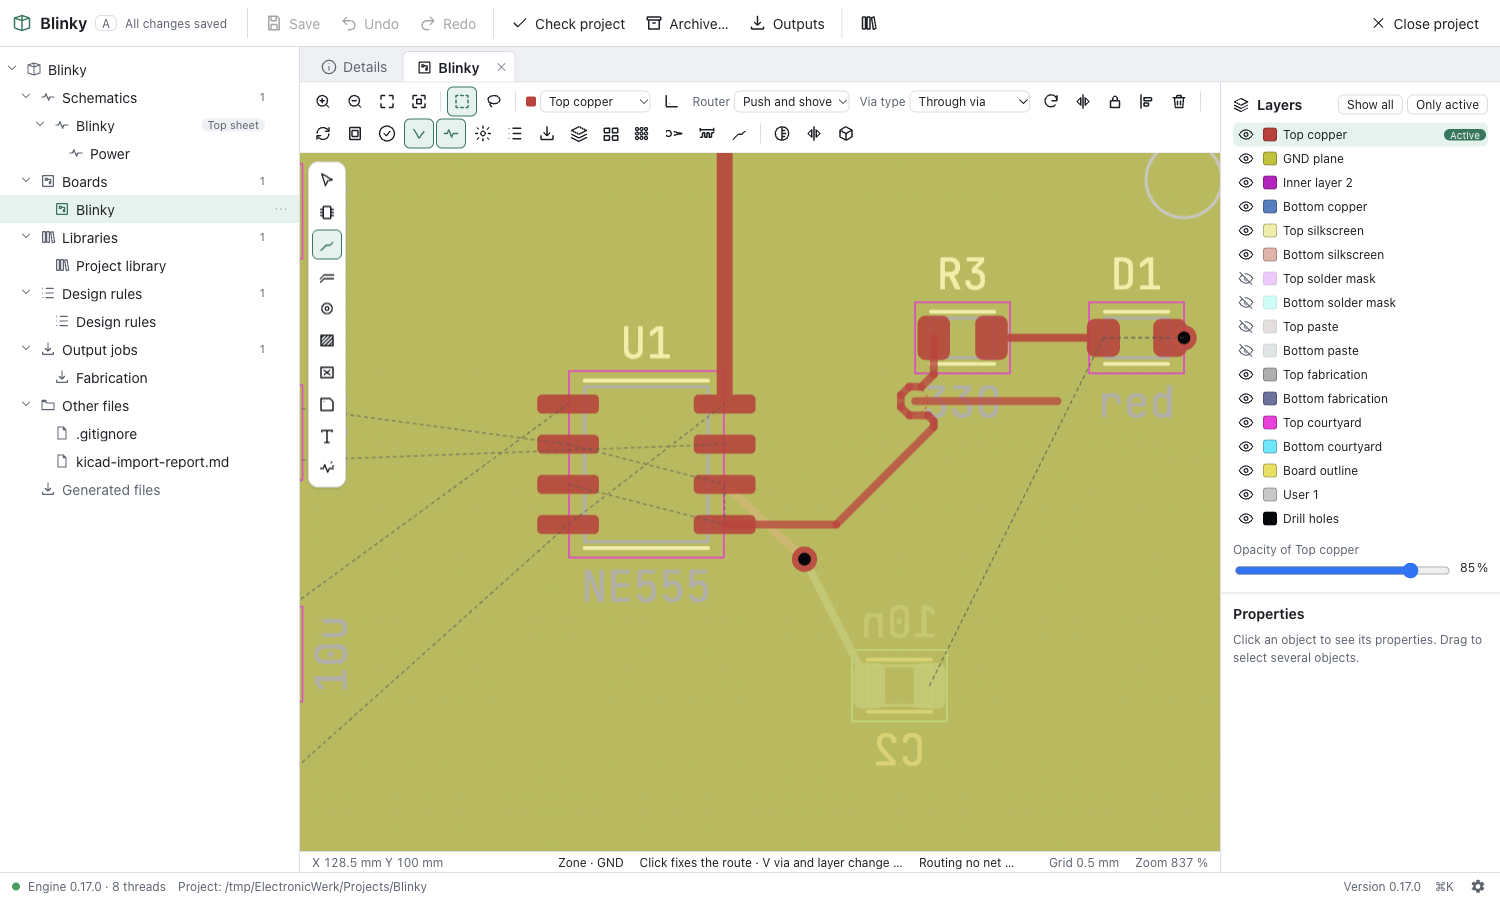 Blinky A All changes saved Save Undo Redo Check project Archive... Outputs Close project
Blinky
Schematics 1
Blinky Top sheet
Power
Boards 1
Blinky ...
Libraries 1
Project library
Design rules 1
Design rules
Output jobs 1
Fabrication
Other files
.gitignore
kicad-import-report.md
Generated files
Details Blinky
Top copper Router Push and shove Via type Through via
R3
D1
U1
330
red
NE555
10u
10n
C2
X 128.5 mm Y 100 mm Zone · GND Click fixes the route · V via and layer change ... Routing no net ... Grid 0.5 mm Zoom 837 %
Layers Show all Only active
Top copper Active
GND plane
Inner layer 2
Bottom copper
Top silkscreen
Bottom silkscreen
Top solder mask
Bottom solder mask
Top paste
Bottom paste
Top fabrication
Bottom fabrication
Top courtyard
Bottom courtyard
Board outline
User 1
Drill holes
Opacity of Top copper
85 %
Properties
Click an object to see its properties. Drag to
select several objects.
Engine 0.17.0 · 8 threads Project: /tmp/ElectronicWerk/Projects/Blinky Version 0.17.0 ⌘K